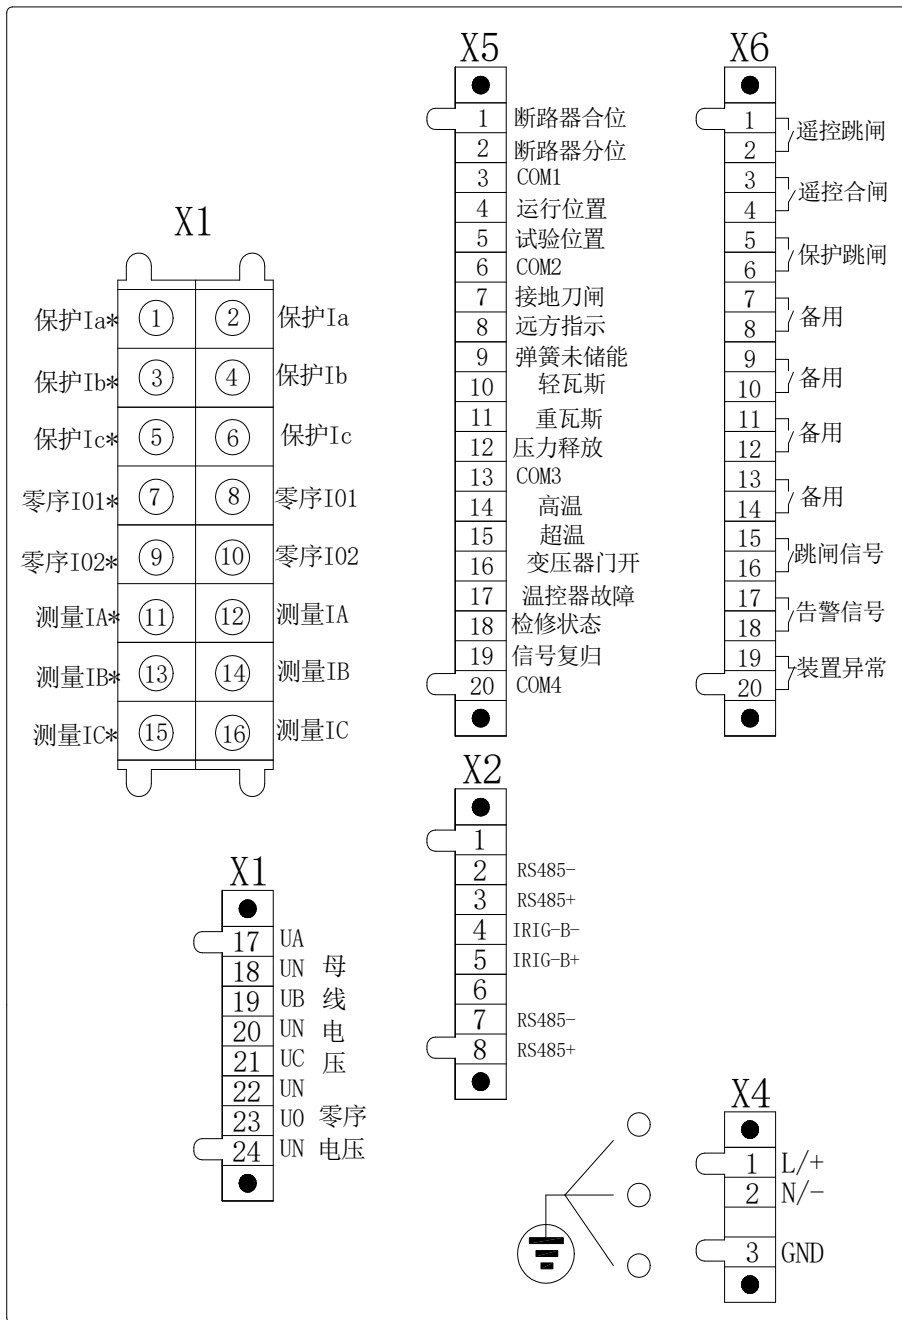 X1
保护Ia* ① ② 保护Ia
保护Ib* ③ ④ 保护Ib
保护Ic* ⑤ ⑥ 保护Ic
零序I01* ⑦ ⑧ 零序I01
零序I02* ⑨ ⑩ 零序I02
测量IA* ⑪ ⑫ 测量IA
测量IB* ⑬ ⑭ 测量IB
测量IC* ⑮ ⑯ 测量IC
X5
1 断路器合位
2 断路器分位
3 COM1
4 运行位置
5 试验位置
6 COM2
7 接地刀闸
8 远方指示
9 弹簧未储能
10 轻瓦斯
11 重瓦斯
12 压力释放
13 COM3
14 高温
15 超温
16 变压器门开
17 温控器故障
18 检修状态
19 信号复归
20 COM4
X6
1
2
遥控跳闸
3
4
遥控合闸
5
6
保护跳闸
7
8
备用
9
10
备用
11
12
备用
13
14
备用
15
16
跳闸信号
17
18
告警信号
19
20
装置异常
X1
17 UA
18 UN 母
19 UB 线
20 UN 电
21 UC 压
22 UN
23 U0 零序
24 UN 电压
X2
1
2 RS485-
3 RS485+
4 IRIG-B-
5 IRIG-B+
6
7 RS485-
8 RS485+
X4
1 L/+
2 N/-
3 GND